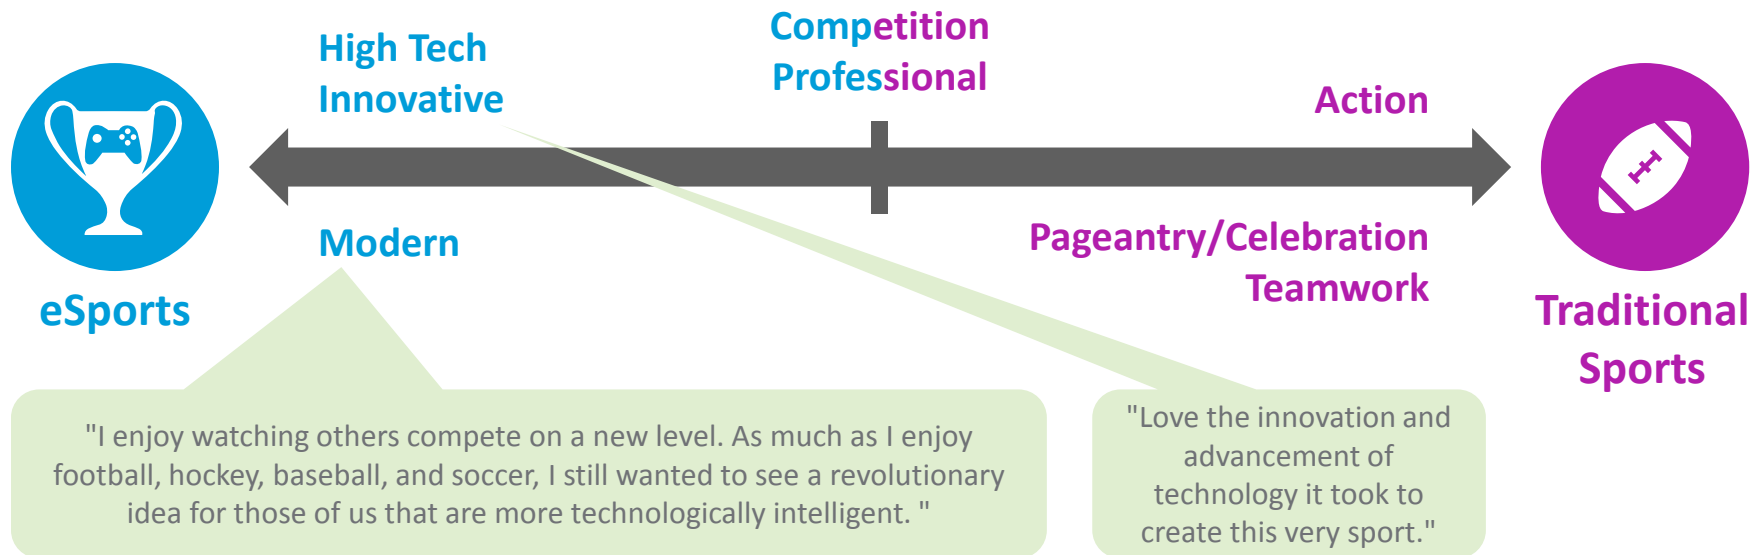 High Tech
Innovative
Competition
Professional
Action
Modern
Pageantry/Celebration
Teamwork
eSports
Traditional
Sports
"I enjoy watching others compete on a new level. As much as I enjoy
football, hockey, baseball, and soccer, I still wanted to see a revolutionary
idea for those of us that are more technologically intelligent. "
"Love the innovation and
advancement of
technology it took to
create this very sport."